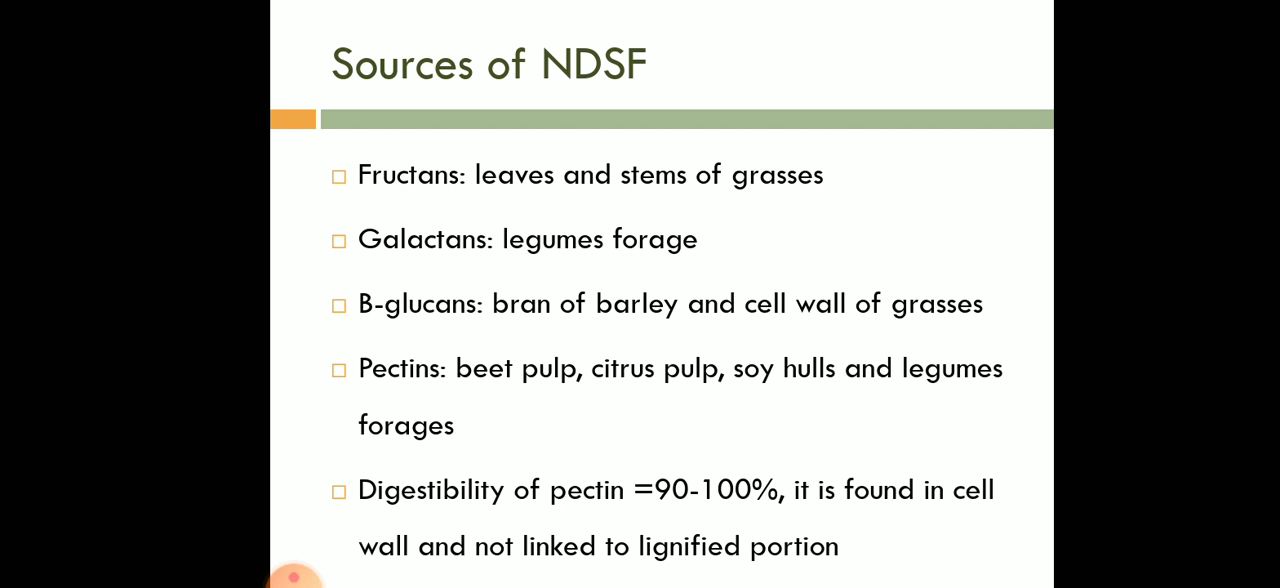 Sources of NDSF
Fructans: leaves and stems of grasses
Galactans: legumes forage
B-glucans: bran of barley and cell wall of grasses
Pectins: beet pulp, citrus pulp, soy hulls and legumes
forages
Digestibility of pectin =90-100%, it is found in cell
wall and not linked to lignified portion